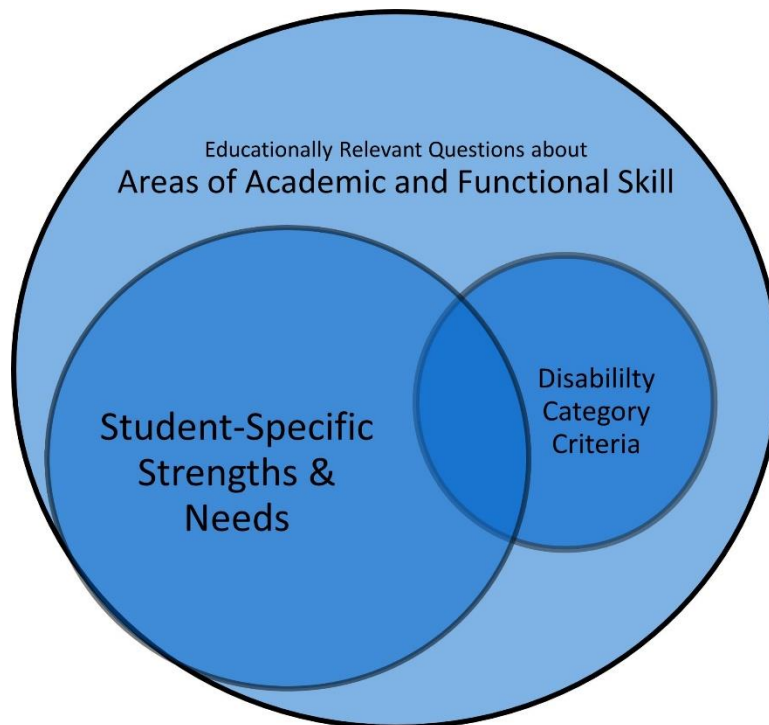 Educationally Relevant Questions about
Areas of Academic and Functional Skill
Student-Specific
Strengths &
Needs
Disabililty
Category
Criteria